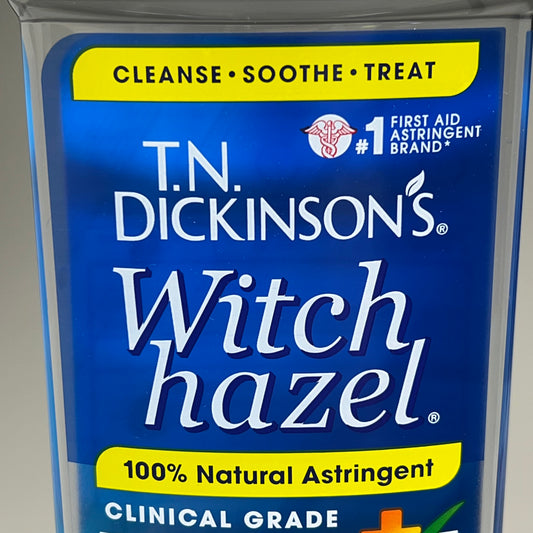 CLEANSE • SOOTHE • TREAT
#1 FIRST AID
ASTRINGENT
BRAND*
T.N.
DICKINSON'S®
Witch
hazel®
100% Natural Astringent
CLINICAL GRADE